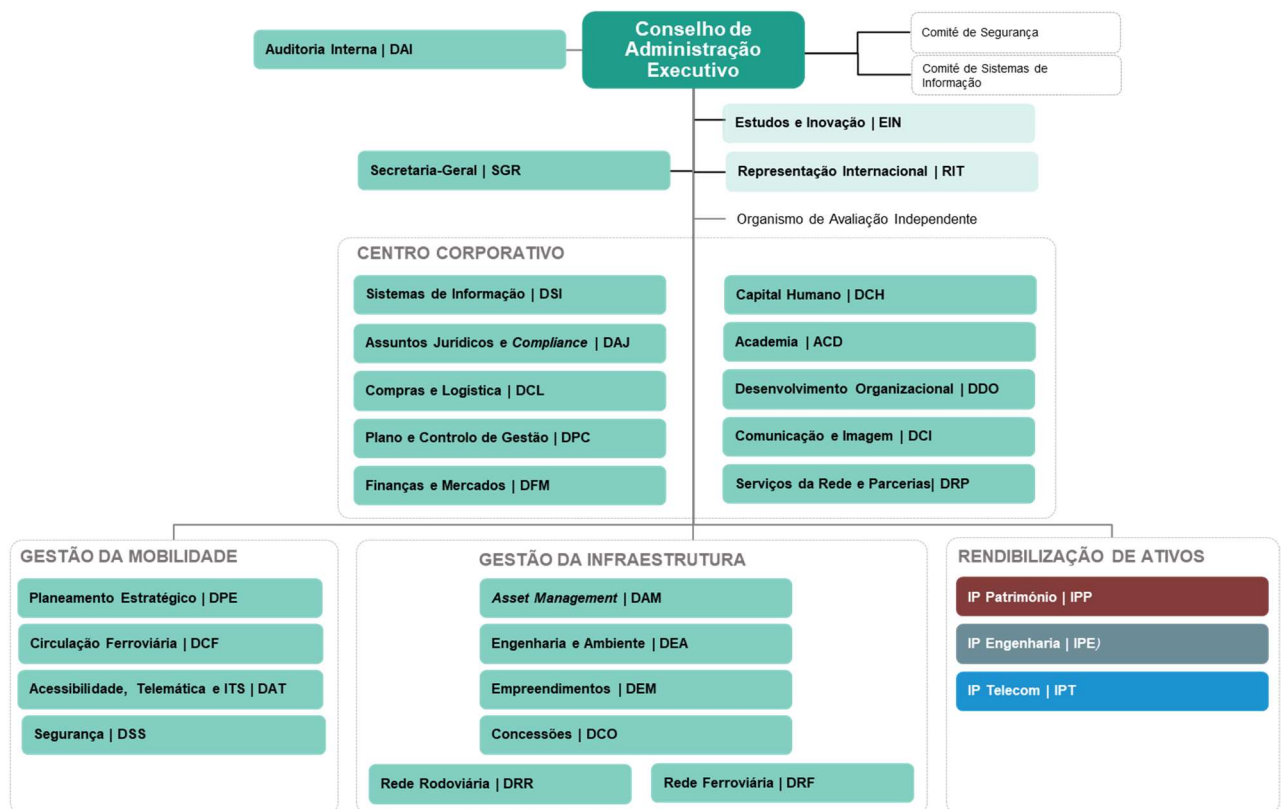 Conselho de
Administração
Executivo
Auditoria Interna | DAI
Comité de Segurança
Comité de Sistemas de
Informação
Estudos e Inovação | EIN
Secretaria-Geral | SGR
Representação Internacional | RIT
Organismo de Avaliação Independente
CENTRO CORPORATIVO
Sistemas de Informação | DSI
Assuntos Jurídicos e Compliance | DAJ
Compras e Logística | DCL
Plano e Controlo de Gestão | DPC
Finanças e Mercados | DFM
Capital Humano | DCH
Academia | ACD
Desenvolvimento Organizacional | DDO
Comunicação e Imagem | DCI
Serviços da Rede e Parcerias| DRP
GESTÃO DA MOBILIDADE
Planeamento Estratégico | DPE
Circulação Ferroviária | DCF
Acessibilidade, Telemática e ITS | DAT
Segurança | DSS
GESTÃO DA INFRAESTRUTURA
Asset Management | DAM
Engenharia e Ambiente | DEA
Empreendimentos | DEM
Concessões | DCO
Rede Rodoviária | DRR
Rede Ferroviária | DRF
RENDIBILIZAÇÃO DE ATIVOS
IP Património | IPP
IP Engenharia | IPE)
IP Telecom | IPT